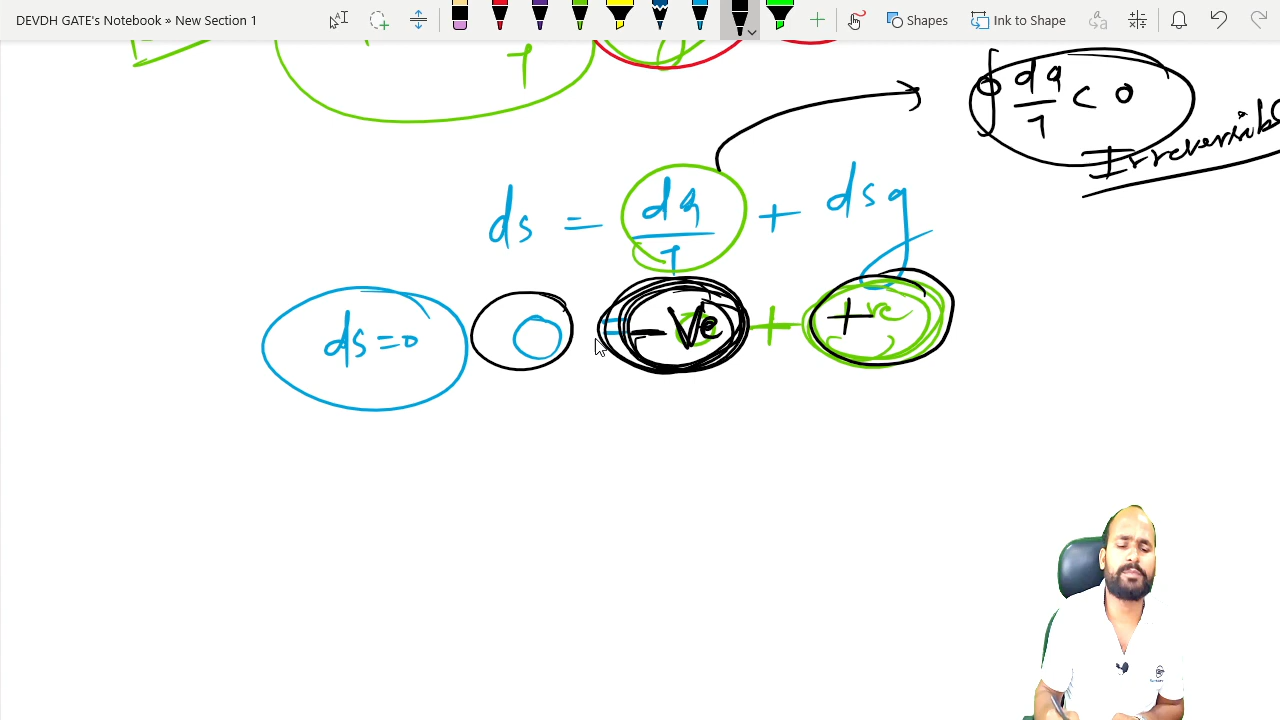 DEVDH GATE's Notebook » New Section 1
Shapes
Ink to Shape
T
∮ dq/T < 0
Irreversible
ds = dq/T + dsg
ds=0 0 = -Ve + +ve